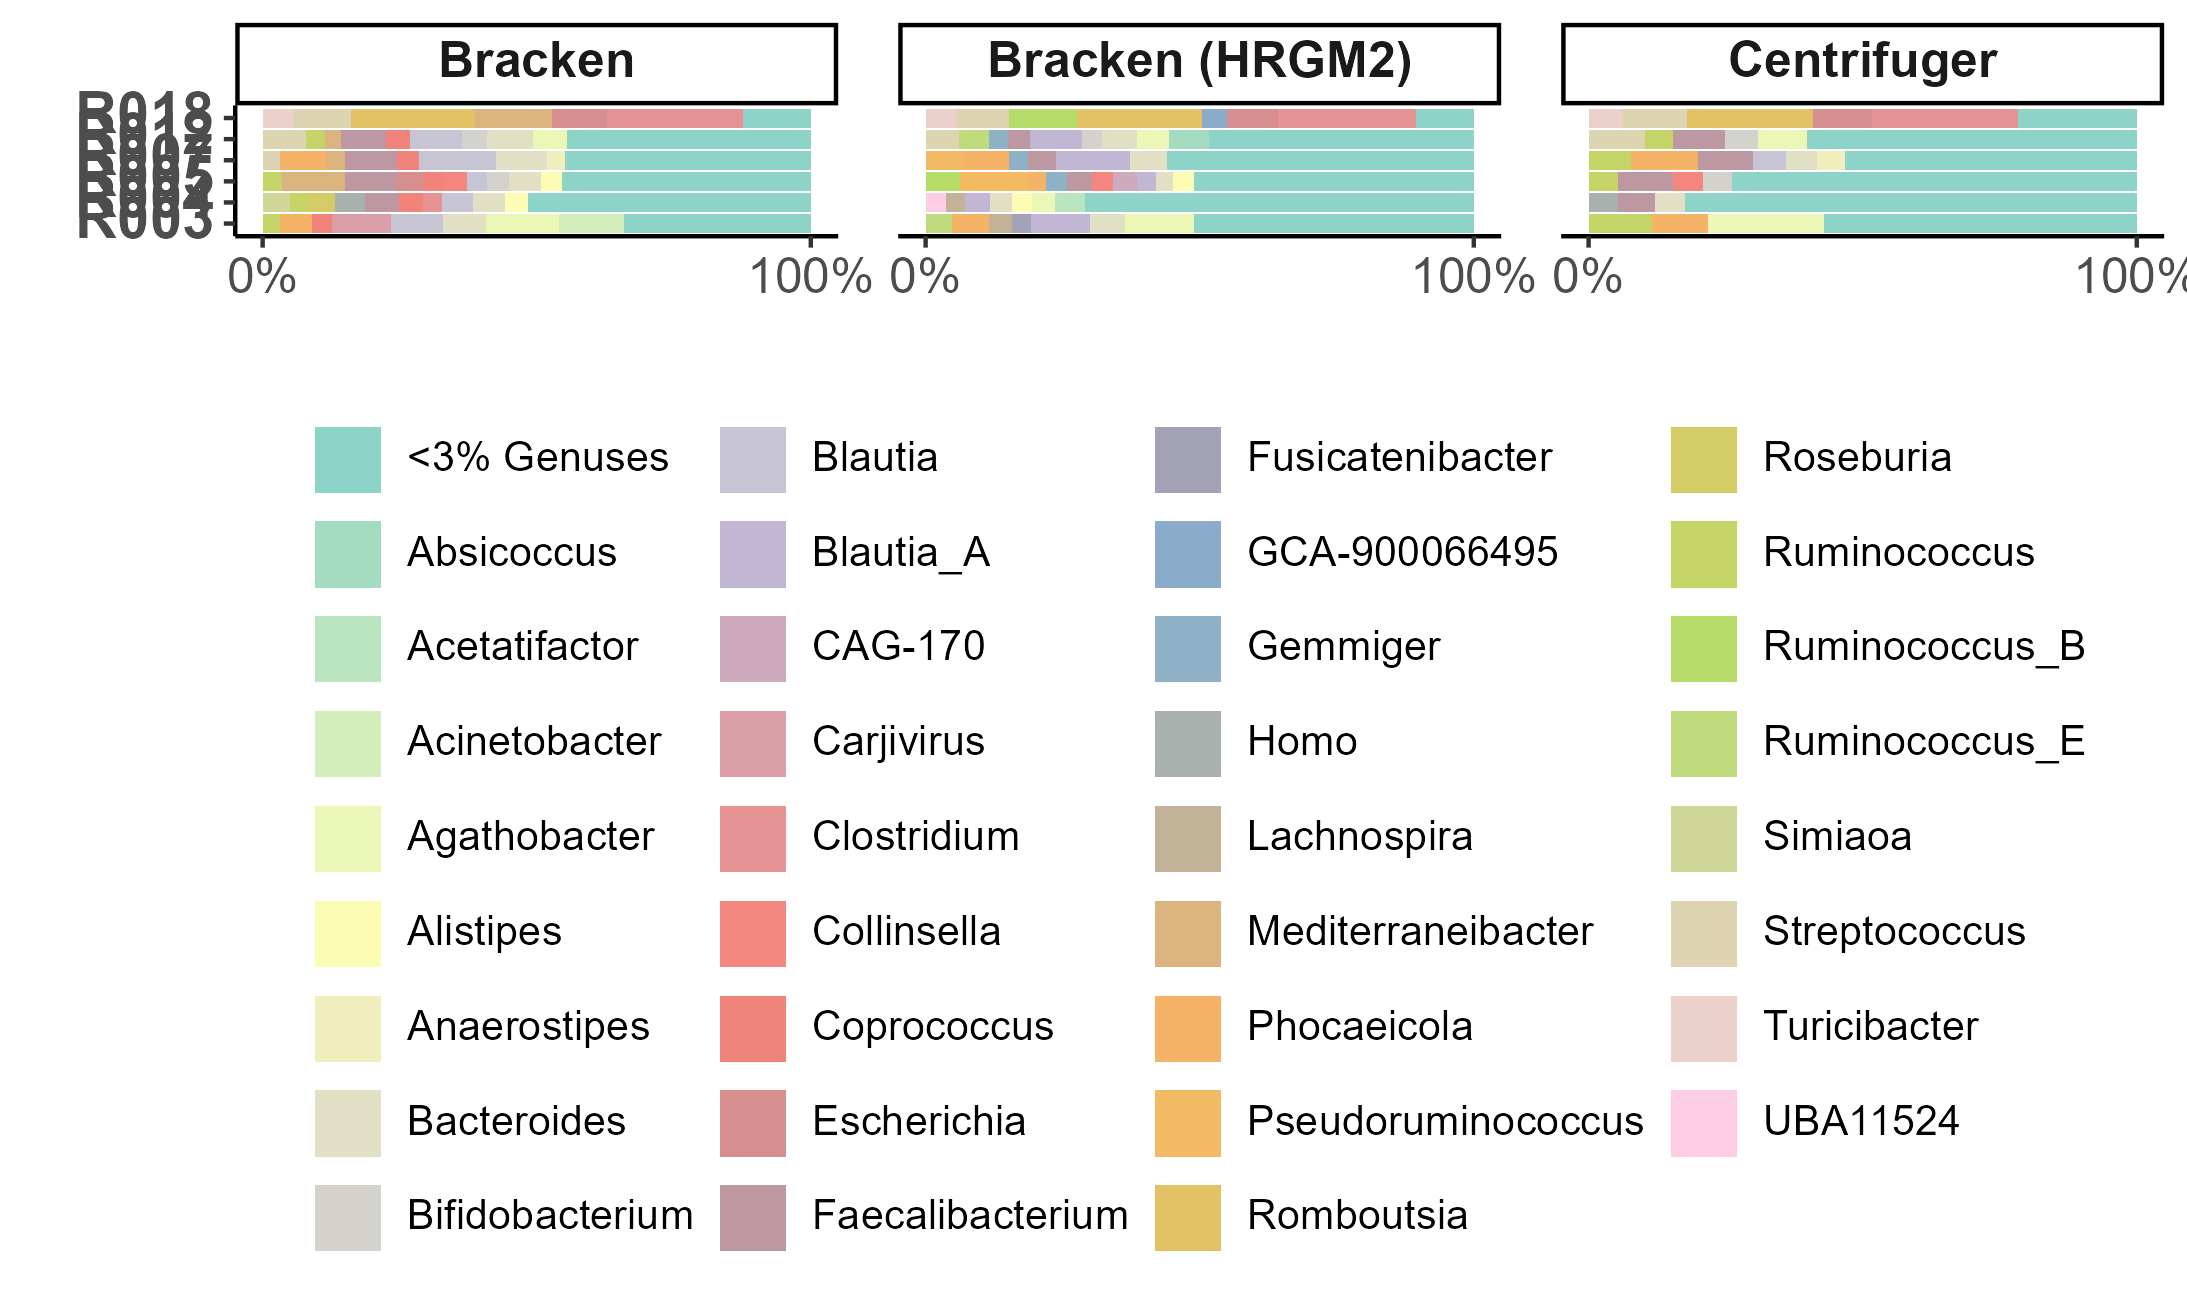 Bracken
Bracken (HRGM2)
Centrifuger
R018
R003
0%
100%
0%
100%
0%
100%
<3% Genuses
Blautia
Fusicatenibacter
Roseburia
Absicoccus
Blautia_A
GCA-900066495
Ruminococcus
Acetatifactor
CAG-170
Gemmiger
Ruminococcus_B
Acinetobacter
Carjivirus
Homo
Ruminococcus_E
Agathobacter
Clostridium
Lachnospira
Simiaoa
Alistipes
Collinsella
Mediterraneibacter
Streptococcus
Anaerostipes
Coprococcus
Phocaeicola
Turicibacter
Bacteroides
Escherichia
Pseudoruminococcus
UBA11524
Bifidobacterium
Faecalibacterium
Romboutsia